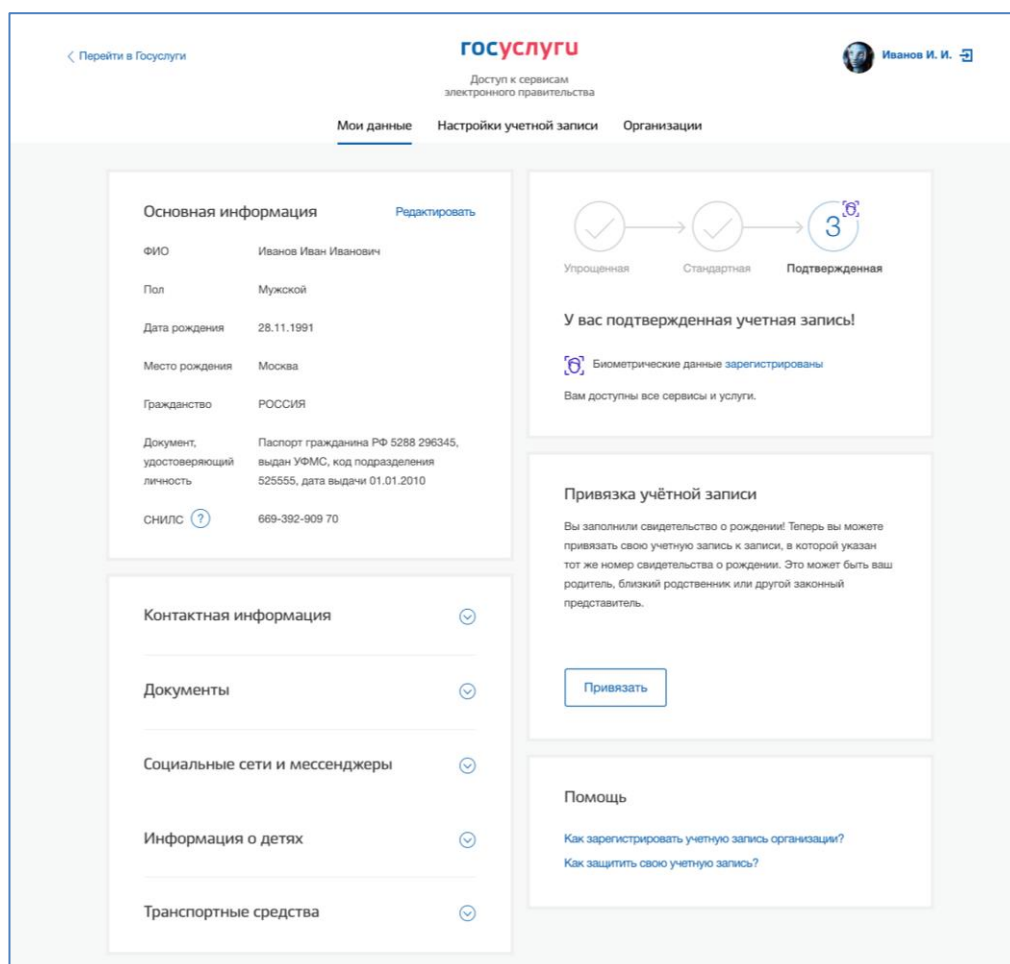 Перейти в Госуслуги
госуслуги
Иванов И. И.
Доступ к сервисам
электронного правительства
Мои данные
Настройки учетной записи
Организации
Основная информация
Редактировать
ФИО
Иванов Иван Иванович
Пол
Мужской
Дата рождения
28.11.1991
Место рождения
Москва
Гражданство
РОССИЯ
Документ,
удостоверяющий
личность
Паспорт гражданина РФ 5288 296345,
выдан УФМС, код подразделения
525555, дата выдачи 01.01.2010
СНИЛС ?
669-392-909 70
Контактная информация
Документы
Социальные сети и мессенджеры
Информация о детях
Транспортные средства
3
Упрощенная
Стандартная
Подтвержденная
У вас подтвержденная учетная запись!
Биометрические данные зарегистрированы
Вам доступны все сервисы и услуги.
Привязка учётной записи
Вы заполнили свидетельство о рождении! Теперь вы можете
привязать свою учетную запись к записи, в которой указан
тот же номер свидетельства о рождении. Это может быть ваш
родитель, близкий родственник или другой законный
представитель.
Привязать
Помощь
Как зарегистрировать учетную запись организации?
Как защитить свою учетную запись?